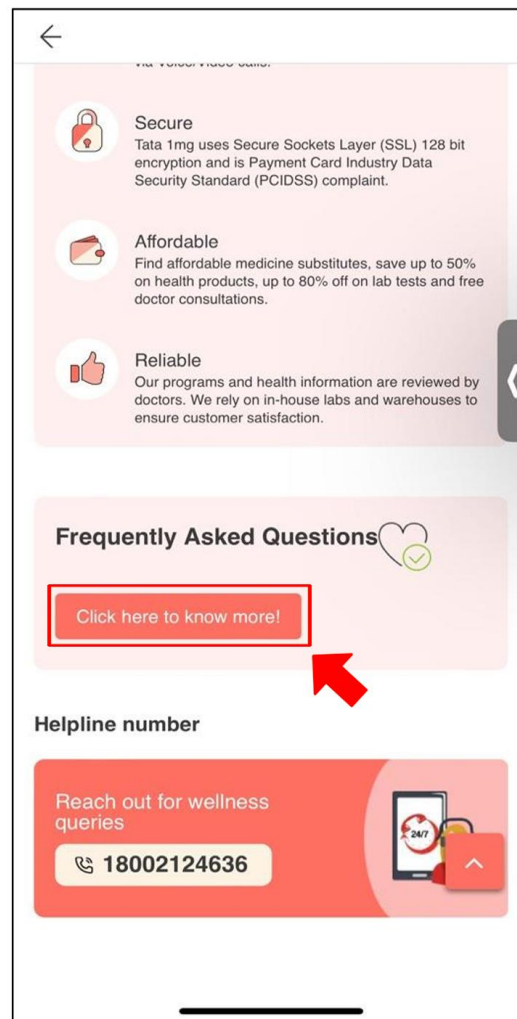 Secure
Tata 1mg uses Secure Sockets Layer (SSL) 128 bit
encryption and is Payment Card Industry Data
Security Standard (PCIDSS) complaint.
Affordable
Find affordable medicine substitutes, save up to 50%
on health products, up to 80% off on lab tests and free
doctor consultations.
Reliable
Our programs and health information are reviewed by
doctors. We rely on in-house labs and warehouses to
ensure customer satisfaction.
Frequently Asked Questions
Click here to know more!
Helpline number
Reach out for wellness
queries
18002124636
24/7